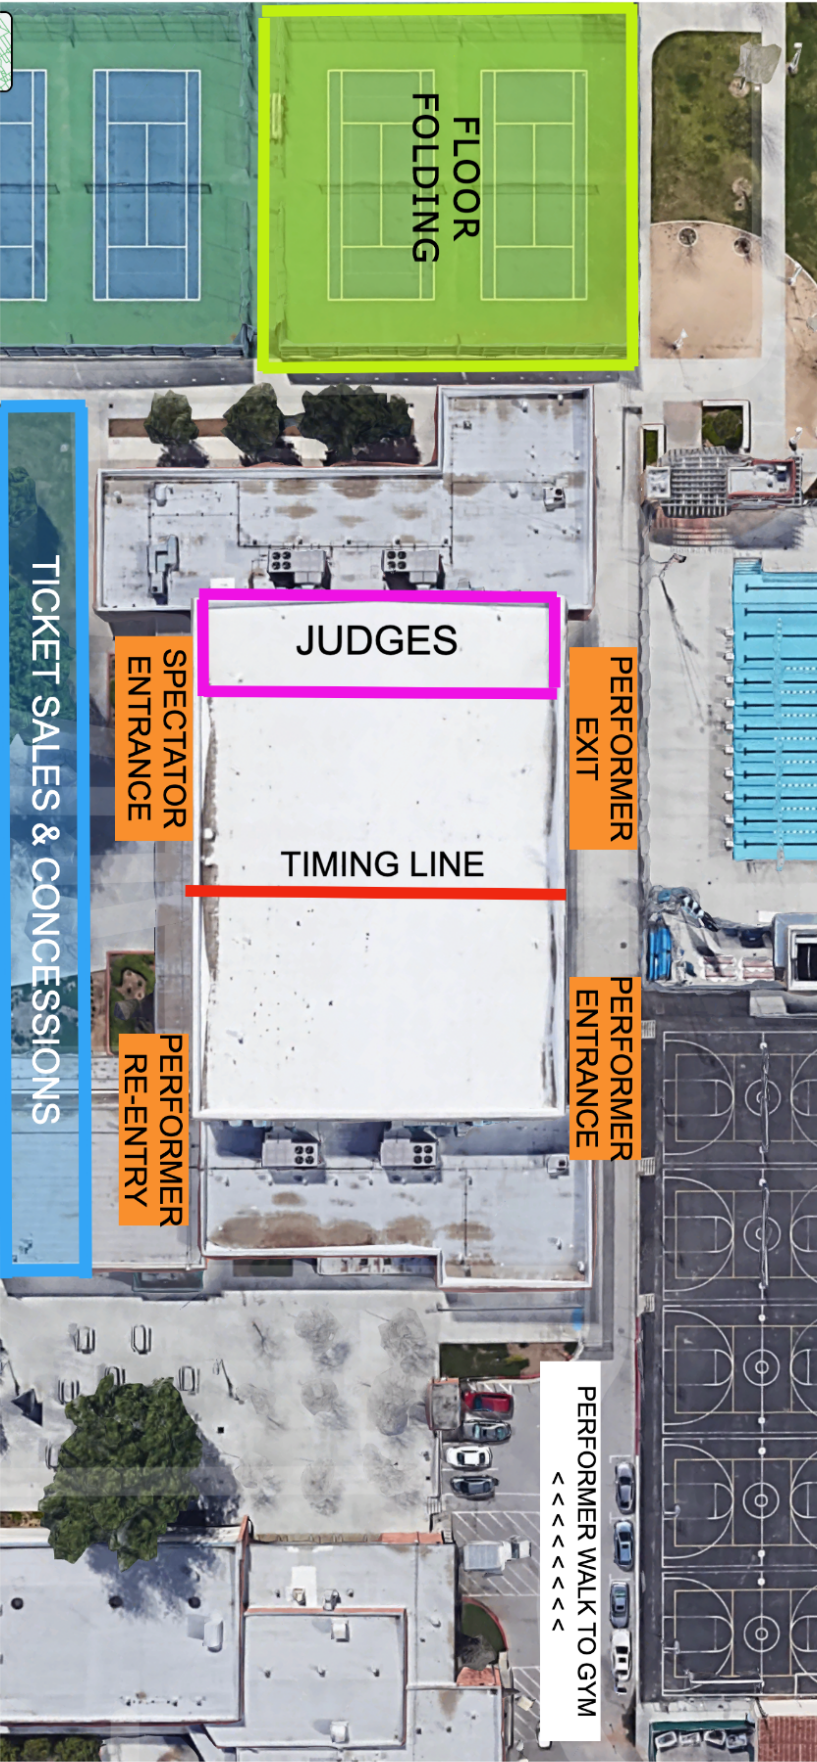 FLOOR
FOLDING
JUDGES
SPECTATOR
ENTRANCE
PERFORMER
EXIT
TICKET SALES & CONCESSIONS
TIMING LINE
PERFORMER
ENTRANCE
PERFORMER
RE-ENTRY
PERFORMER WALK TO GYM
< < < < < < < <